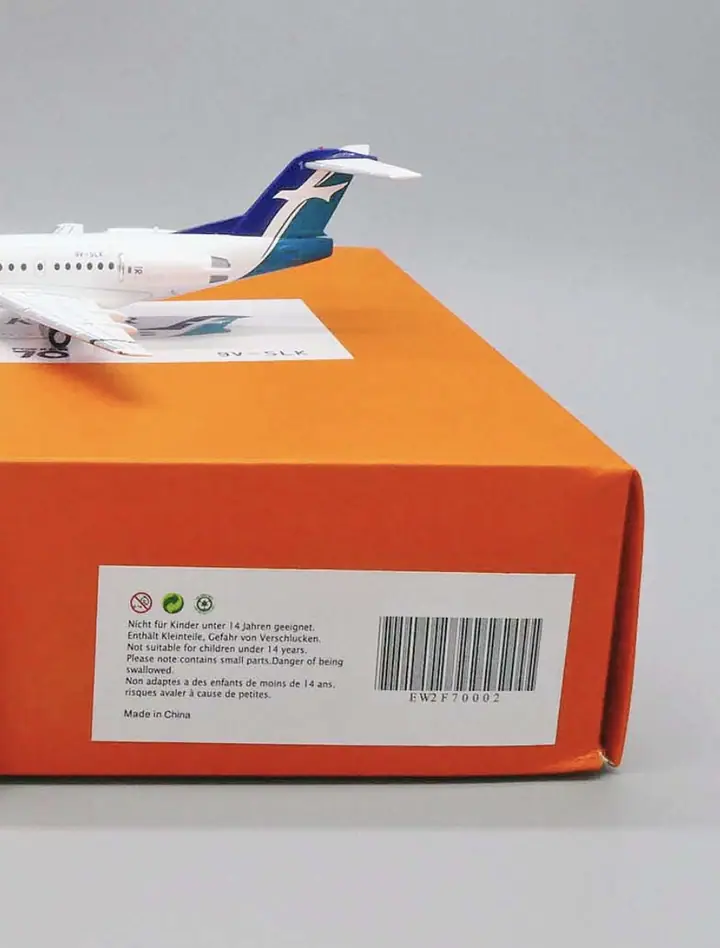 9V-SLK
9V-SLK
Nicht für Kinder unter 14 Jahren geeignet.
Enthält Kleinteile, Gefahr von Verschlucken.
Not suitable for children under 14 years.
Please note contains small parts.Danger of being
swallowed.
Non adaptes a des enfants de moins de 14 ans,
risques avaler à cause de petites.
Made in China
EW2F70002